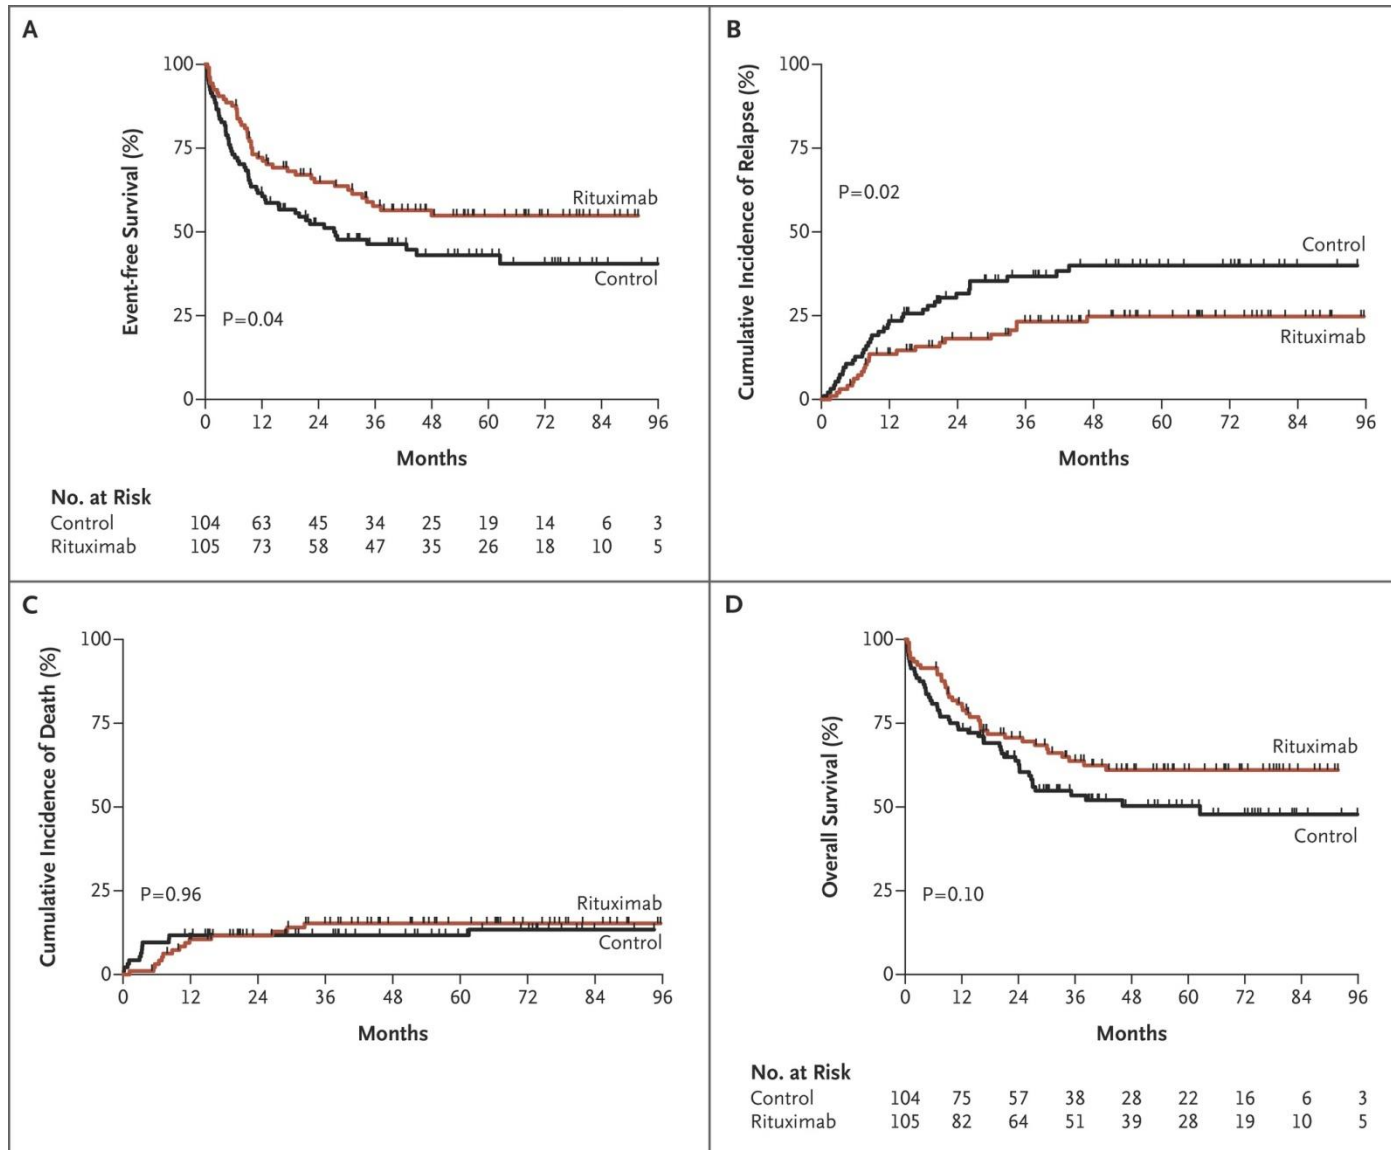 A
Event-free Survival (%)
100
75
50
25
0
Rituximab
Control
P=0.04
0 12 24 36 48 60 72 84 96
Months
No. at Risk
Control 104 63 45 34 25 19 14 6 3
Rituximab 105 73 58 47 35 26 18 10 5
B
Cumulative Incidence of Relapse (%)
100
75
50
25
0
P=0.02
Control
Rituximab
0 12 24 36 48 60 72 84 96
Months
C
Cumulative Incidence of Death (%)
100
75
50
25
0
P=0.96
Rituximab
Control
0 12 24 36 48 60 72 84 96
Months
D
Overall Survival (%)
100
75
50
25
0
Rituximab
Control
P=0.10
0 12 24 36 48 60 72 84 96
Months
No. at Risk
Control 104 75 57 38 28 22 16 6 3
Rituximab 105 82 64 51 39 28 19 10 5